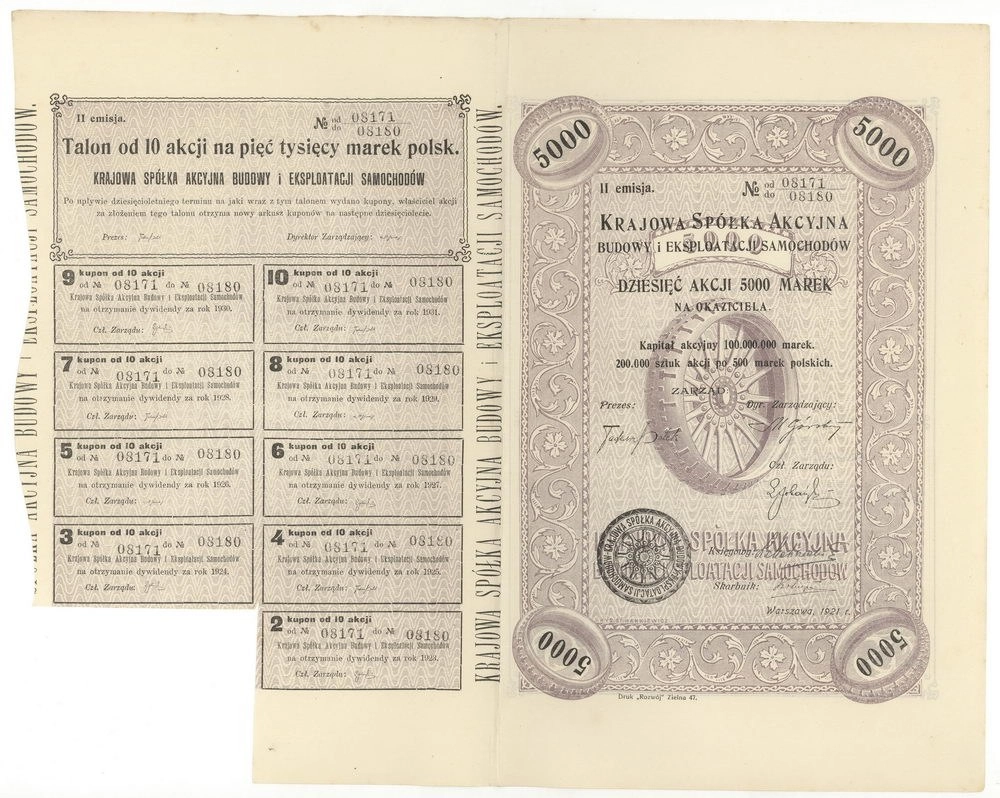 II emisja.
№ od 08171
do 08180
Talon od 10 akcji na pięć tysięcy marek polsk.
KRAJOWA SPÓŁKA AKCYJNA BUDOWY i EKSPLOATACJI SAMOCHODÓW
Po upływie dziesięcioletniego terminu na jaki wraz z tym talonem wydano kupony, właściciel akcji
za złożeniem tego talonu otrzyma nowy arkusz kuponów na następne dziesięciolecie.
Prezes: Dyrektor Zarządzający:
9 kupon od 10 akcji
od № 08171 do № 08180
Krajowa Spółka Akcyjna Budowy i Eksploatacji Samochodów
na otrzymanie dywidendy za rok 1930.
Czł. Zarządu:
10 kupon od 10 akcji
od № 08171 do № 08180
Krajowa Spółka Akcyjna Budowy i Eksploatacji Samochodów
na otrzymanie dywidendy za rok 1931.
Czł. Zarządu:
7 kupon od 10 akcji
od № 08171 do № 08180
Krajowa Spółka Akcyjna Budowy i Eksploatacji Samochodów
na otrzymanie dywidendy za rok 1928.
Czł. Zarządu:
8 kupon od 10 akcji
od № 08171 do № 08180
Krajowa Spółka Akcyjna Budowy i Eksploatacji Samochodów
na otrzymanie dywidendy za rok 1929.
Czł. Zarządu:
5 kupon od 10 akcji
od № 08171 do № 08180
Krajowa Spółka Akcyjna Budowy i Eksploatacji Samochodów
na otrzymanie dywidendy za rok 1926.
Czł. Zarządu:
6 kupon od 10 akcji
od № 08171 do № 08180
Krajowa Spółka Akcyjna Budowy i Eksploatacji Samochodów
na otrzymanie dywidendy za rok 1927.
Czł. Zarządu:
3 kupon od 10 akcji
od № 08171 do № 08180
Krajowa Spółka Akcyjna Budowy i Eksploatacji Samochodów
na otrzymanie dywidendy za rok 1924.
Czł. Zarządu:
4 kupon od 10 akcji
od № 08171 do № 08180
Krajowa Spółka Akcyjna Budowy i Eksploatacji Samochodów
na otrzymanie dywidendy za rok 1925.
Czł. Zarządu:
2 kupon od 10 akcji
od № 08171 do № 08180
Krajowa Spółka Akcyjna Budowy i Eksploatacji Samochodów
na otrzymanie dywidendy za rok 1923.
Czł. Zarządu:
AKCYJNA BUDOWY i EKSPLOATACJI SAMOCHODÓW.
KRAJOWA SPÓŁKA AKCYJNA BUDOWY i EKSPLOATACJI SAMOCHODÓW.
5000
5000
II emisja.
№ od 08171
do 08180
KRAJOWA SPÓŁKA AKCYJNA
5000
BUDOWY i EKSPLOATACJI SAMOCHODÓW
DZIESIĘĆ AKCJI 5000 MAREK
NA OKAZICIELA.
Kapitał akcyjny 100.000.000 marek.
200.000 sztuk akcji po 500 marek polskich.
ZARZĄD
Prezes: Dyr. Zarządzający:
Czł. Zarządu:
KRAJOWA SPÓŁKA AKCYJNA BUDOWY i EKSPLOATACJI SAMOCHODÓW
SPÓŁKA AKCYJNA
Księgowy:
EKSPLOATACJI SAMOCHODÓW
Skarbnik:
Warszawa, 1921 r.
5000
5000
Druk „Rozwój" Zielna 47.